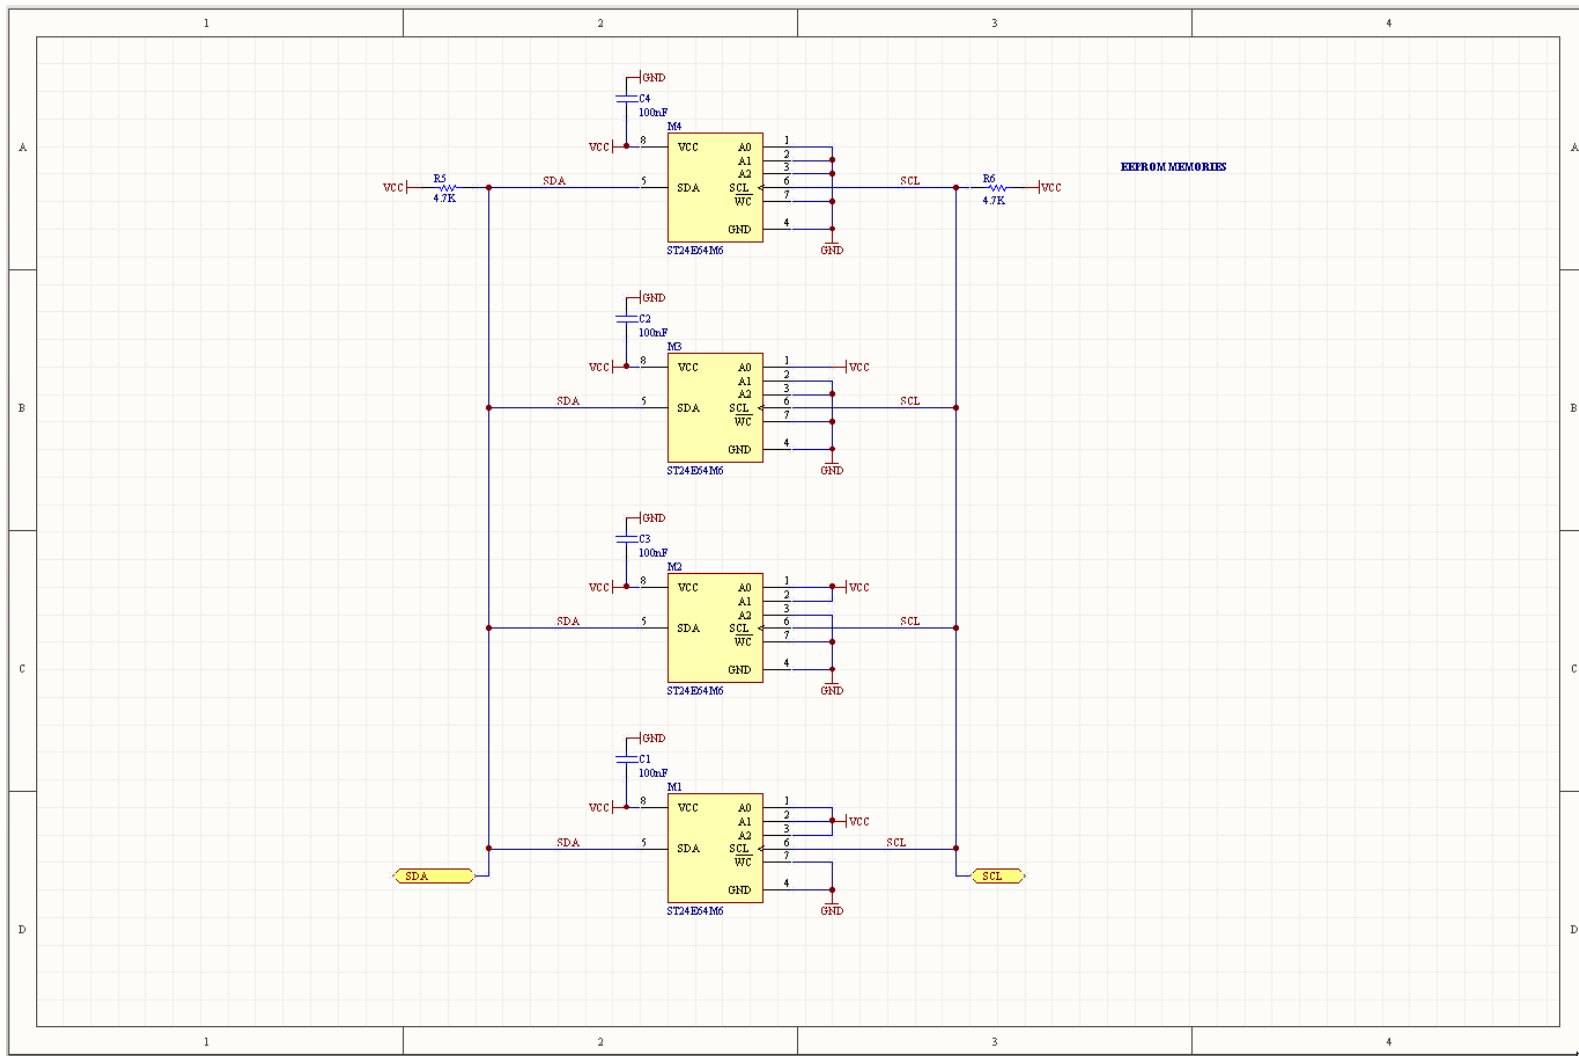 1 2 3 4
GND
C4
100nF
M4
A VCC 8 VCC A0 1 A
A1 2
EEPROM MEMORIES
A2 3
VCC R5 SDA 5 SDA SCL 6 SCL R6 VCC
4.7K WC 7 4.7K
GND 4
ST24E64M6 GND
GND
C2
100nF
M3
VCC 8 VCC A0 1 VCC
A1 2
A2 3
B SDA 5 SDA SCL 6 SCL B
WC 7
GND 4
ST24E64M6 GND
GND
C3
100nF
M2
VCC 8 VCC A0 1 VCC
A1 2
A2 3
SDA 5 SDA SCL 6 SCL
WC 7
C GND 4 C
ST24E64M6 GND
GND
C1
100nF
M1
VCC 8 VCC A0 1
A1 2 VCC
A2 3
SDA 5 SDA SCL 6 SCL
WC 7
SDA SCL
GND 4
ST24E64M6 GND
D D
1 2 3 4